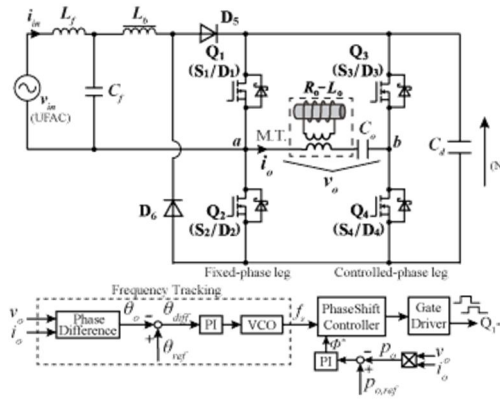 i_in
L_f
L_b
D_5
Q_1
(S_1/D_1)
Q_3
(S_3/D_3)
v_in
(UFAC)
C_f
R_o-L_o
a
M.T.
i_o
C_o
b
C_d
v_o
D_6
Q_2
(S_2/D_2)
Q_4
(S_4/D_4)
Fixed-phase leg
Controlled-phase leg
Frequency Tracking
v_o
i_o
Phase
Difference
θ_o
−
+
θ_diff
θ_ref
PI
VCO
f_s
PhaseShift
Controller
Gate
Driver
Φ*
PI
−
+
p_o
p_o,ref
v_o
i_o